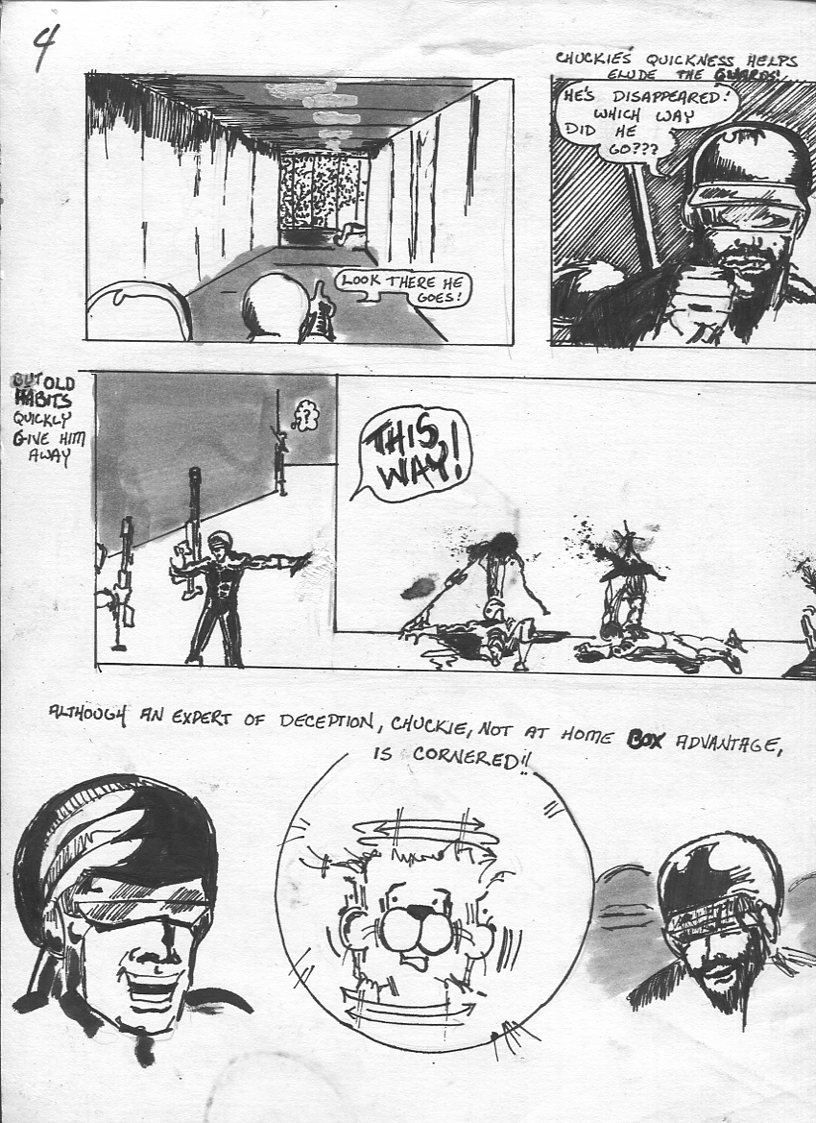 4
LOOK THERE HE
GOES!
CHUCKIE'S QUICKNESS HELPS
ELUDE THE GUARDS!
HE'S DISAPPEARED!
WHICH WAY
DID HE
GO???
BUT OLD
HABITS
QUICKLY
GIVE HIM
AWAY
?
THIS
WAY!
ALTHOUGH AN EXPERT OF DECEPTION, CHUCKIE, NOT AT HOME BOX ADVANTAGE,
IS CORNERED!!